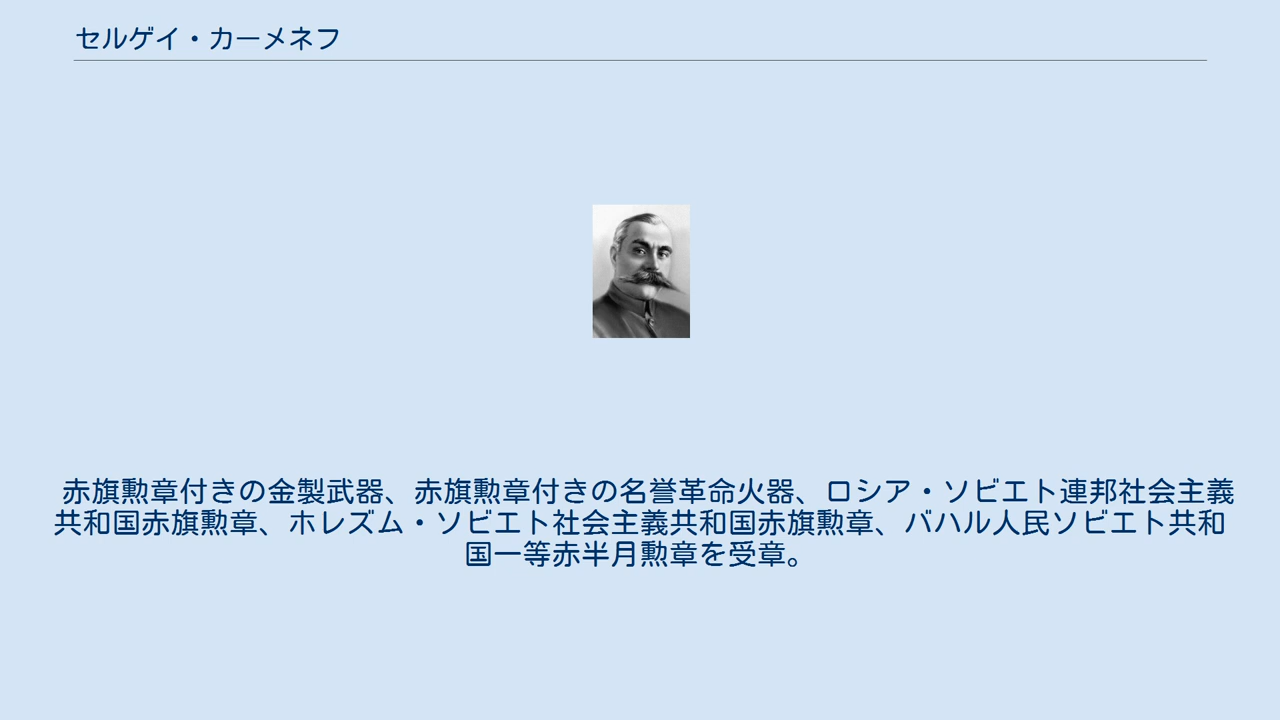 セルゲイ・カーメネフ
赤旗勲章付きの金製武器、赤旗勲章付きの名誉革命火器、ロシア・ソビエト連邦社会主義
共和国赤旗勲章、ホレズム・ソビエト社会主義共和国赤旗勲章、バハル人民ソビエト共和
国一等赤半月勲章を受章。